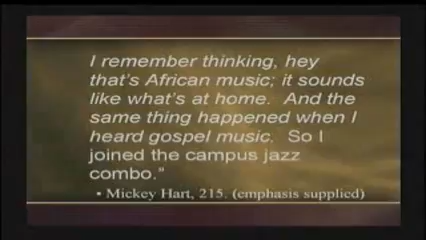 I remember thinking, hey
that's African music; it sounds
like what's at home. And the
same thing happened when I
heard gospel music. So I
joined the campus jazz
combo."
• Mickey Hart, 215. (emphasis supplied)